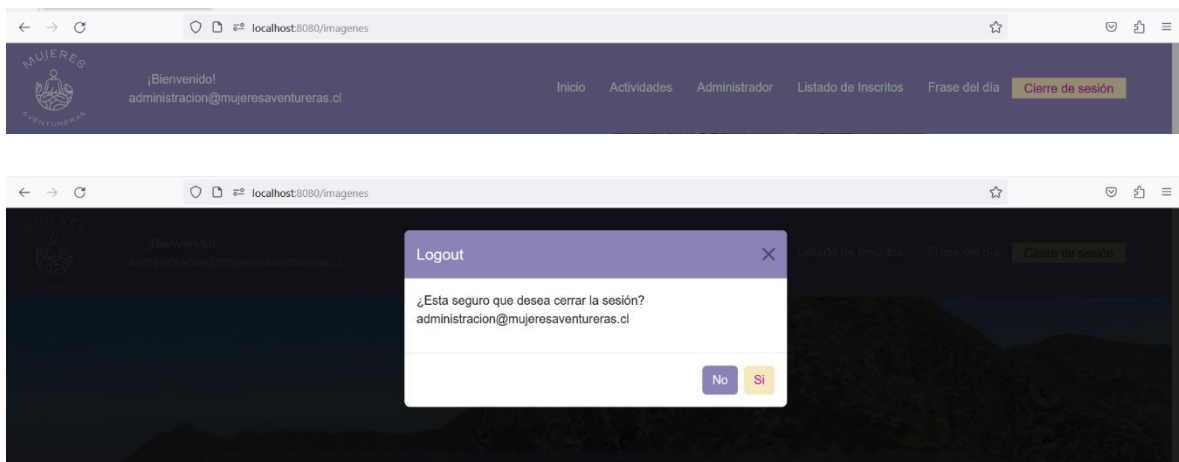 localhost:8080/imagenes
MUJERES
AVENTURERAS
¡Bienvenido!
administracion@mujeresaventureras.cl
Inicio Actividades Administrador Listado de Inscritos Frase del día Cierre de sesión
localhost:8080/imagenes
MUJERES
¡Bienvenido!
administracion@mujeresaventureras.cl
Listado de Inscritos Frase del día Cierre de sesión
Logout
¿Esta seguro que desea cerrar la sesión?
administracion@mujeresaventureras.cl
No Si